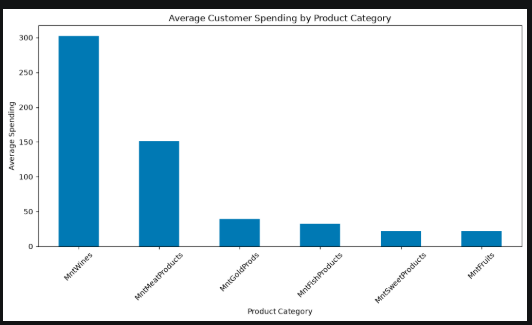 Average Customer Spending by Product Category
300
250
200
150
100
50
0
Average Spending
MntWines
MntMeatProducts
MntGoldProds
MntFishProducts
MntSweetProducts
MntFruits
Product Category